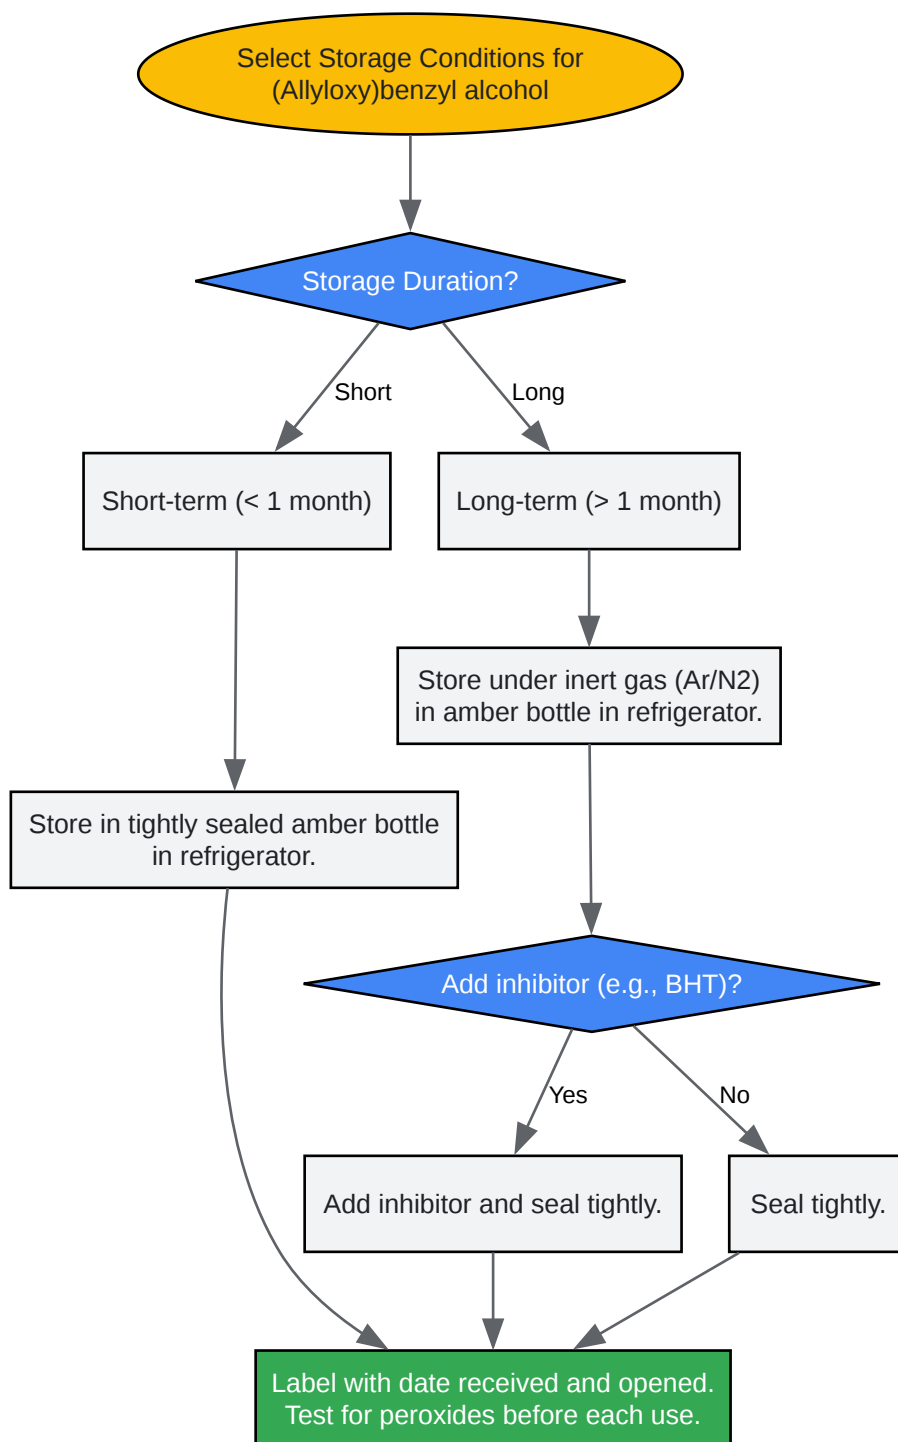 Select Storage Conditions for
(Allyloxy)benzyl alcohol
Storage Duration?
Short
Long
Short-term (< 1 month)
Long-term (> 1 month)
Store under inert gas (Ar/N2)
in amber bottle in refrigerator.
Store in tightly sealed amber bottle
in refrigerator.
Add inhibitor (e.g., BHT)?
Yes
No
Add inhibitor and seal tightly.
Seal tightly.
Label with date received and opened.
Test for peroxides before each use.